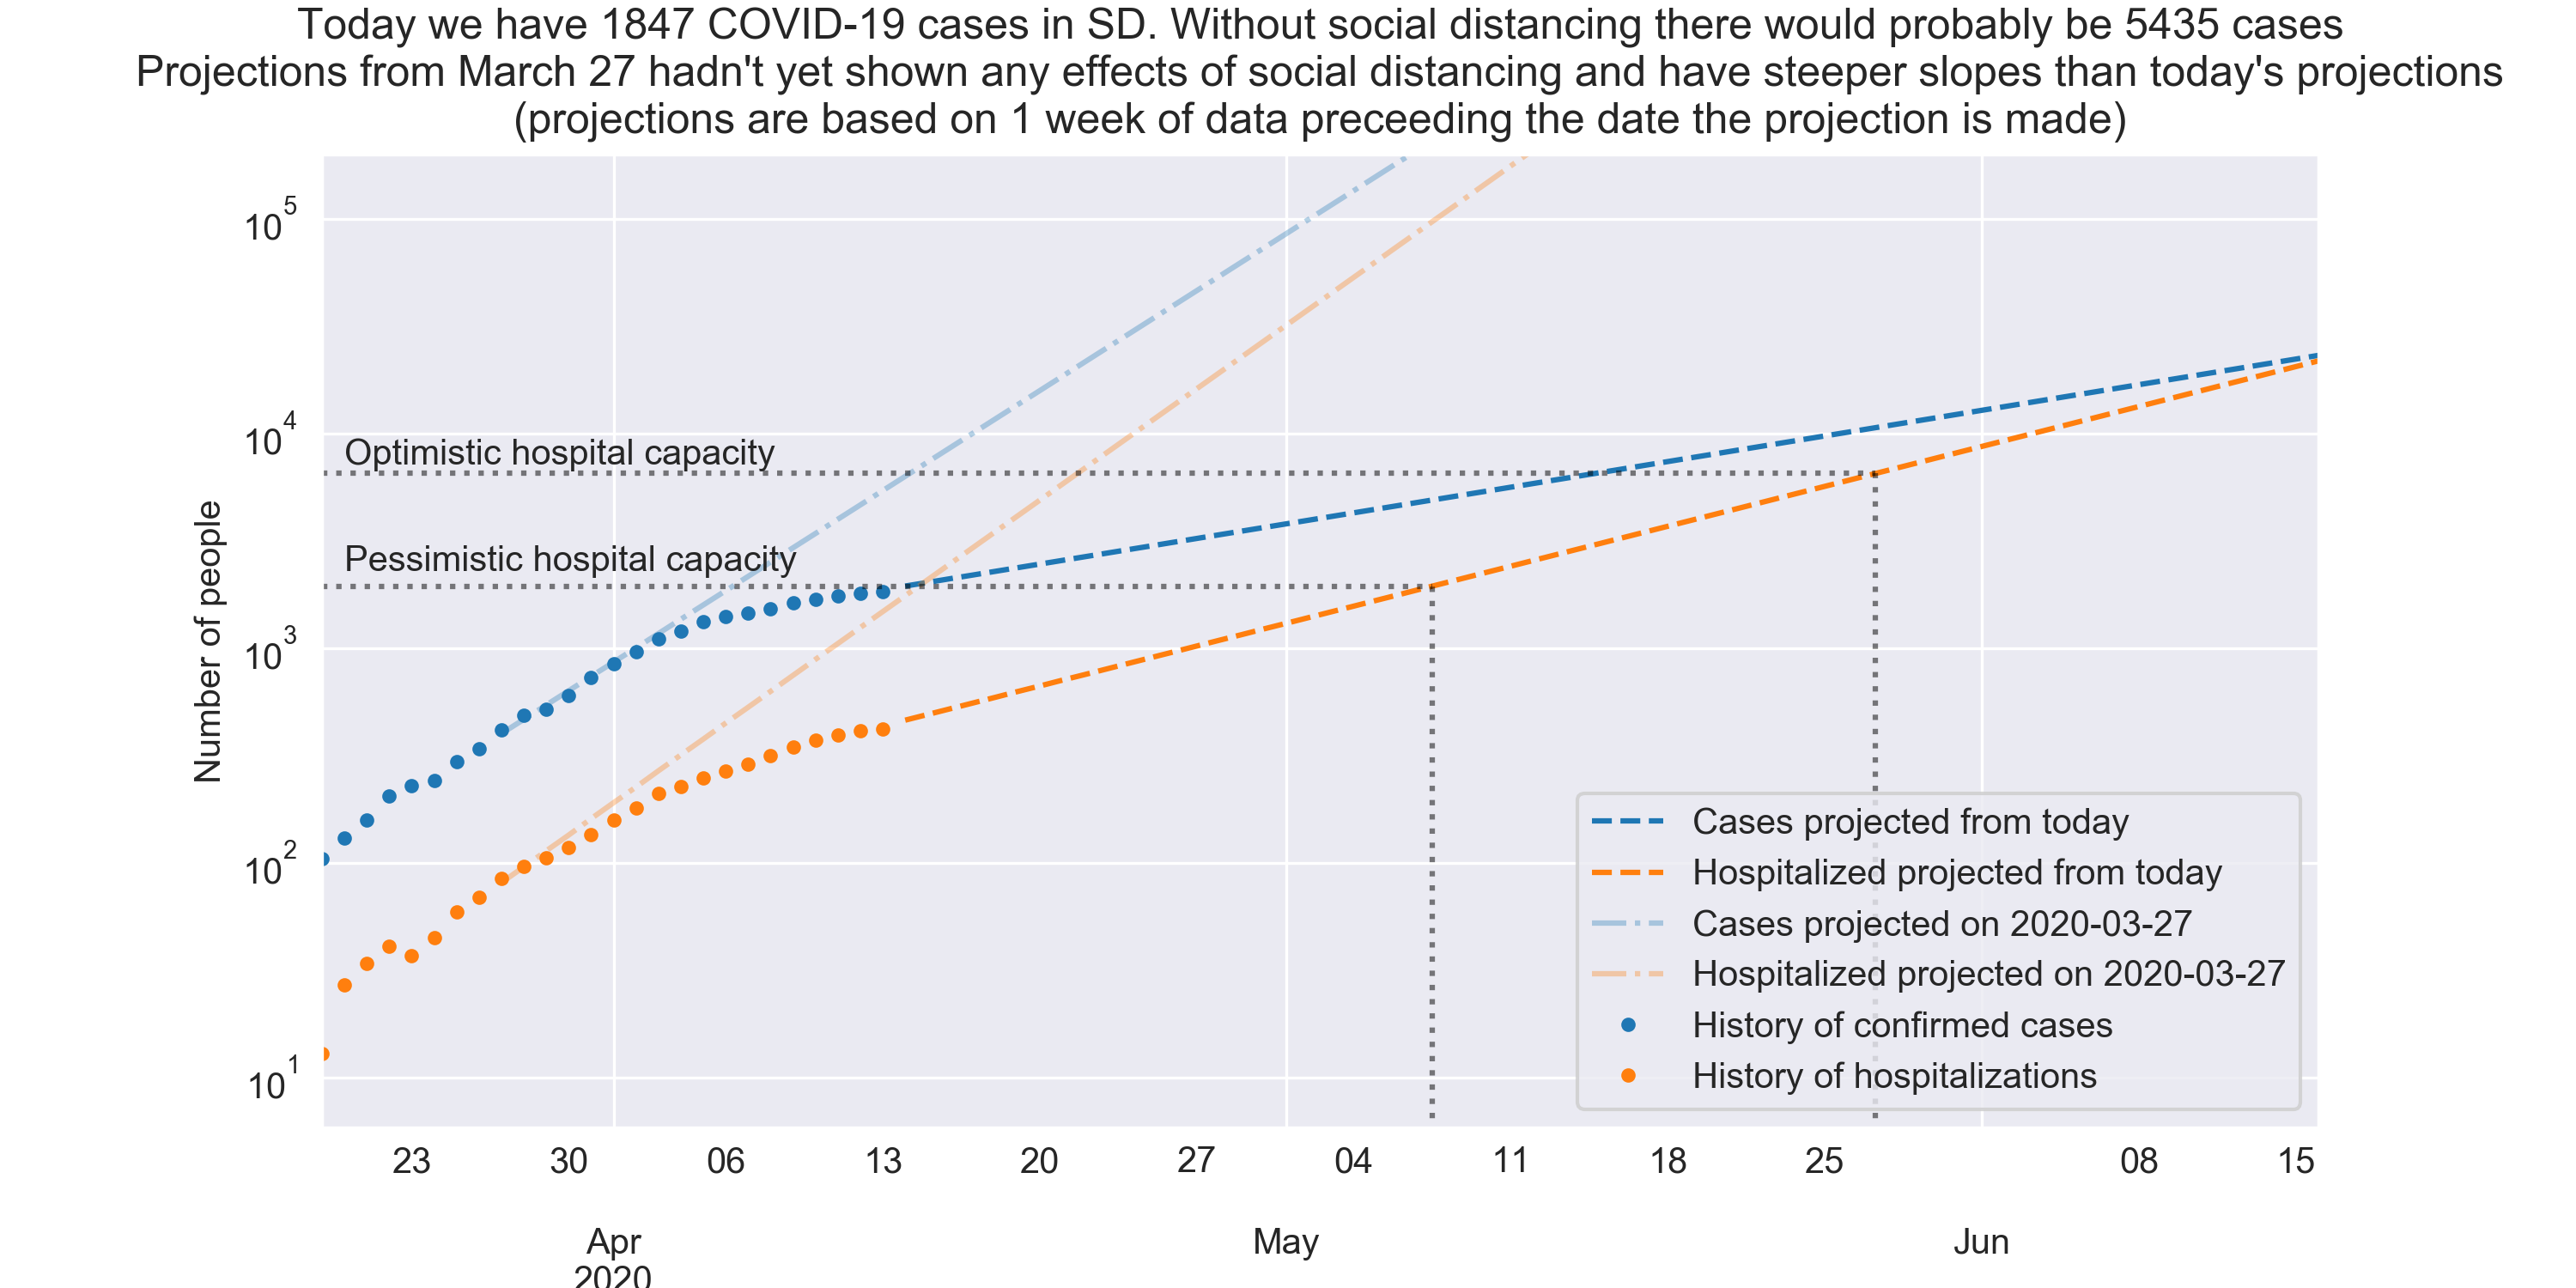 Today we have 1847 COVID-19 cases in SD. Without social distancing there would probably be 5435 cases
Projections from March 27 hadn't yet shown any effects of social distancing and have steeper slopes than today's projections
(projections are based on 1 week of data preceeding the date the projection is made)
10^5
10^4
10^3
10^2
10^1
Number of people
Optimistic hospital capacity
Pessimistic hospital capacity
Cases projected from today
Hospitalized projected from today
Cases projected on 2020-03-27
Hospitalized projected on 2020-03-27
History of confirmed cases
History of hospitalizations
23 30 06 13 20 27 04 11 18 25 08 15
Apr May Jun
2020